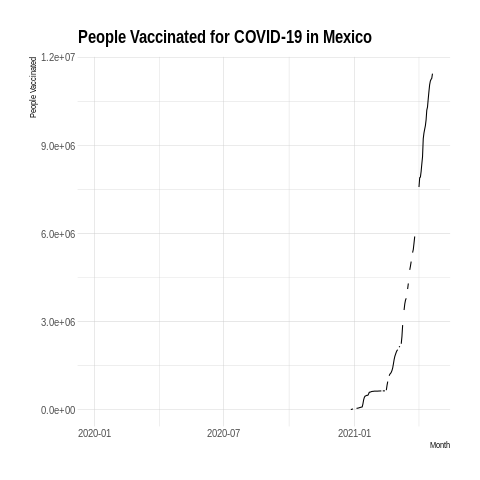 People Vaccinated for COVID-19 in Mexico
People Vaccinated
1.2e+07
9.0e+06
6.0e+06
3.0e+06
0.0e+00
2020-01
2020-07
2021-01
Month